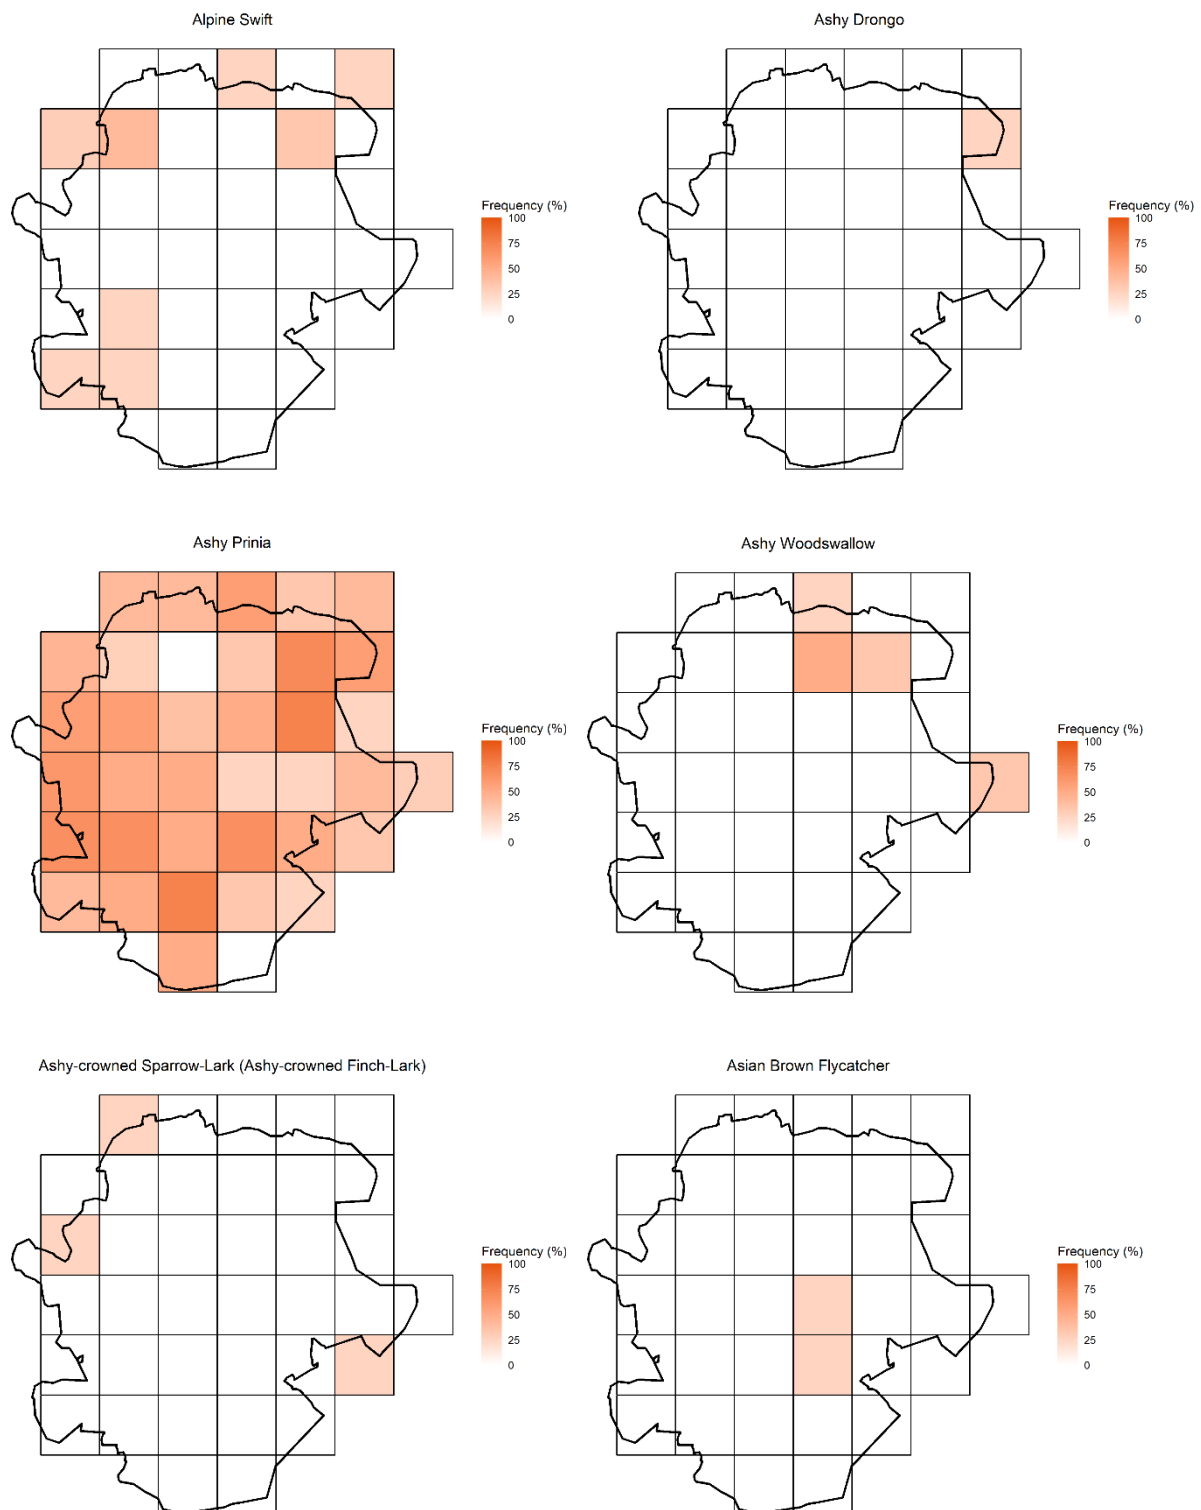 Alpine Swift
Frequency (%)
100
75
50
25
0
Ashy Drongo
Frequency (%)
100
75
50
25
0
Ashy Prinia
Frequency (%)
100
75
50
25
0
Ashy Woodswallow
Frequency (%)
100
75
50
25
0
Ashy-crowned Sparrow-Lark (Ashy-crowned Finch-Lark)
Frequency (%)
100
75
50
25
0
Asian Brown Flycatcher
Frequency (%)
100
75
50
25
0